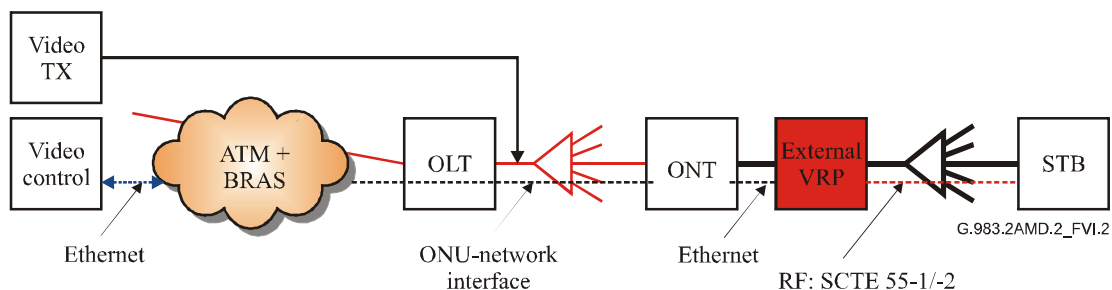 Video
TX
Video
control
ATM +
BRAS
OLT
ONT
External
VRP
STB
G.983.2AMD.2_FVI.2
Ethernet
ONU-network
interface
Ethernet
RF: SCTE 55-1/-2